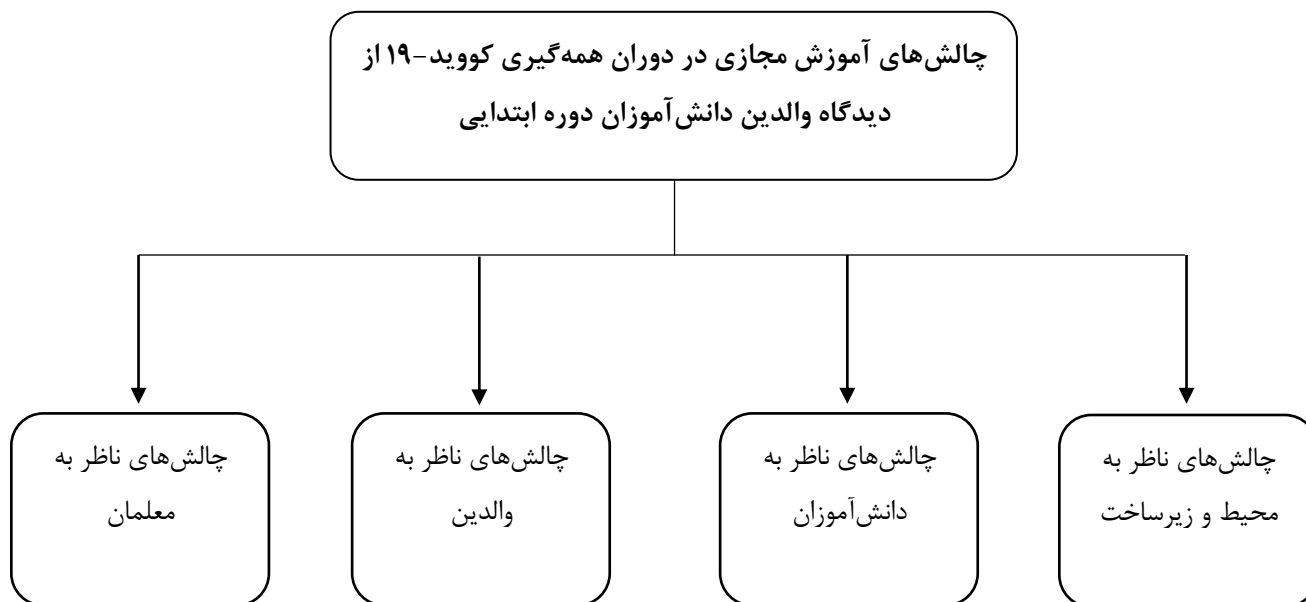 چالش‌های آموزش مجازی در دوران همه‌گیری کووید-۱۹ از
دیدگاه والدین دانش‌آموزان دوره ابتدایی
چالش‌های ناظر به
محیط و زیرساخت
چالش‌های ناظر به
دانش‌آموزان
چالش‌های ناظر به
والدین
چالش‌های ناظر به
معلمان